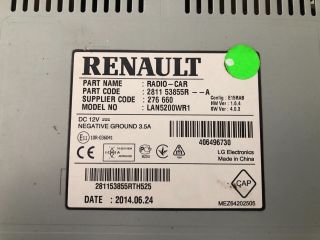 RENAULT
PART NAME : RADIO-CAR
PART CODE : 2811 53855R --A
SUPPLIER CODE : 276 660
MODEL NO : LAN5200WR1
Config : E1SRAB
SW Ver : 1.6.4
HW Ver : 4.0.3
DC 12V
NEGATIVE GROUND 3.5A
406496730
LG Electronics
Made in China
281153855RTH525
DATE : 2014.06.24
CAP
MEZ64202505